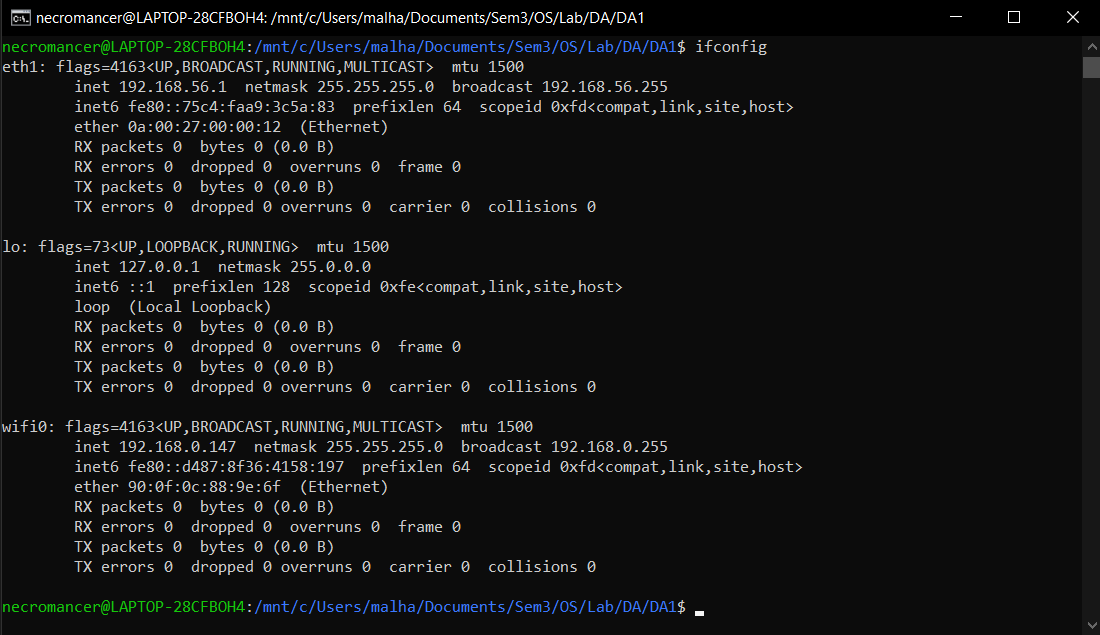 necromancer@LAPTOP-28CFBOH4: /mnt/c/Users/malha/Documents/Sem3/OS/Lab/DA/DA1
necromancer@LAPTOP-28CFBOH4:/mnt/c/Users/malha/Documents/Sem3/OS/Lab/DA/DA1$ ifconfig
eth1: flags=4163<UP,BROADCAST,RUNNING,MULTICAST>  mtu 1500
        inet 192.168.56.1  netmask 255.255.255.0  broadcast 192.168.56.255
        inet6 fe80::75c4:faa9:3c5a:83  prefixlen 64  scopeid 0xfd<compat,link,site,host>
        ether 0a:00:27:00:00:12  (Ethernet)
        RX packets 0  bytes 0 (0.0 B)
        RX errors 0  dropped 0  overruns 0  frame 0
        TX packets 0  bytes 0 (0.0 B)
        TX errors 0  dropped 0 overruns 0  carrier 0  collisions 0

lo: flags=73<UP,LOOPBACK,RUNNING>  mtu 1500
        inet 127.0.0.1  netmask 255.0.0.0
        inet6 ::1  prefixlen 128  scopeid 0xfe<compat,link,site,host>
        loop  (Local Loopback)
        RX packets 0  bytes 0 (0.0 B)
        RX errors 0  dropped 0  overruns 0  frame 0
        TX packets 0  bytes 0 (0.0 B)
        TX errors 0  dropped 0 overruns 0  carrier 0  collisions 0

wifi0: flags=4163<UP,BROADCAST,RUNNING,MULTICAST>  mtu 1500
        inet 192.168.0.147  netmask 255.255.255.0  broadcast 192.168.0.255
        inet6 fe80::d487:8f36:4158:197  prefixlen 64  scopeid 0xfd<compat,link,site,host>
        ether 90:0f:0c:88:9e:6f  (Ethernet)
        RX packets 0  bytes 0 (0.0 B)
        RX errors 0  dropped 0  overruns 0  frame 0
        TX packets 0  bytes 0 (0.0 B)
        TX errors 0  dropped 0 overruns 0  carrier 0  collisions 0

necromancer@LAPTOP-28CFBOH4:/mnt/c/Users/malha/Documents/Sem3/OS/Lab/DA/DA1$